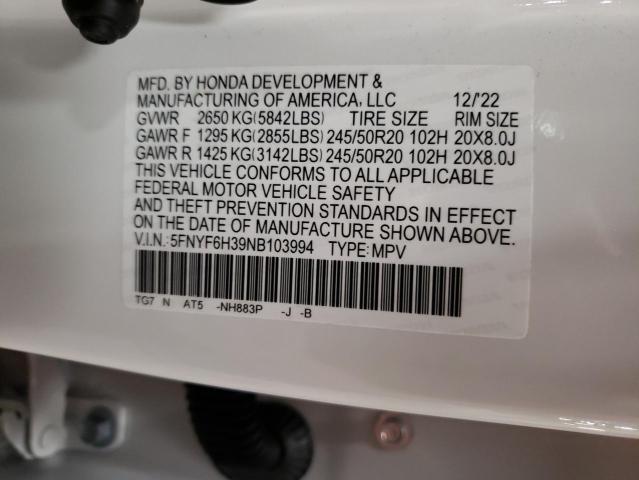 MFD. BY HONDA DEVELOPMENT &
MANUFACTURING OF AMERICA, LLC 12/'22
GVWR 2650 KG(5842LBS) TIRE SIZE RIM SIZE
GAWR F 1295 KG(2855LBS) 245/50R20 102H 20X8.0J
GAWR R 1425 KG(3142LBS) 245/50R20 102H 20X8.0J
THIS VEHICLE CONFORMS TO ALL APPLICABLE
FEDERAL MOTOR VEHICLE SAFETY
AND THEFT PREVENTION STANDARDS IN EFFECT
ON THE DATE OF MANUFACTURE SHOWN ABOVE.
V.I.N.: 5FNYF6H39NB103994 TYPE: MPV
TG7 N AT5 -NH883P -J -B